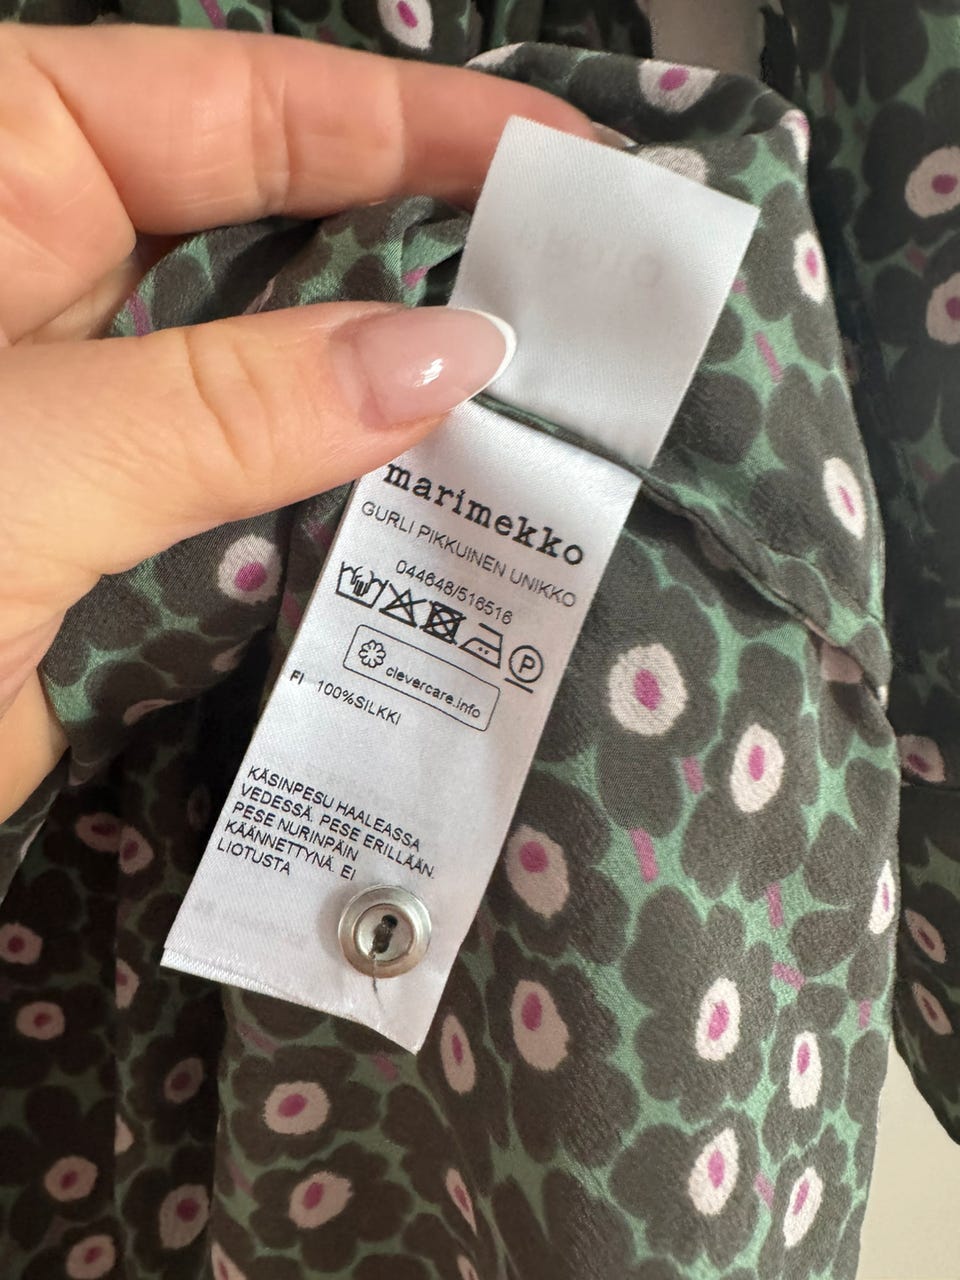 marimekko
GURLI PIKKUINEN UNIKKO
044648/516516
P
clevercare.info
FI 100%SILKKI
KÄSINPESU HAALEASSA
VEDESSÄ. PESE ERILLÄÄN.
PESE NURINPÄIN
KÄÄNNETTYNÄ. EI
LIOTUSTA